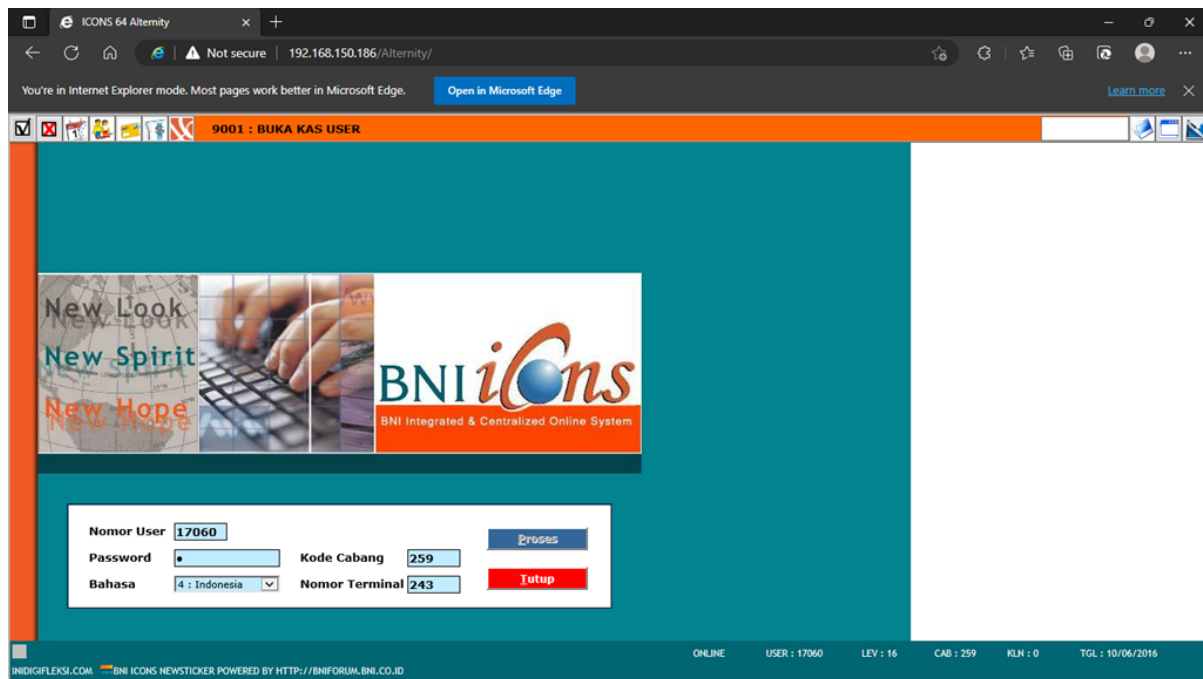 ICONS 64 Alternity
Not secure | 192.168.150.186/Alternity/
You're in Internet Explorer mode. Most pages work better in Microsoft Edge. Open in Microsoft Edge Learn more
9001 : BUKA KAS USER
New Look
New Spirit
New Hope
BNI icons
BNI Integrated & Centralized Online System
Nomor User 17060 Proses
Password Kode Cabang 259
Bahasa 4 : Indonesia Nomor Terminal 243 Tutup
ONLINE USER : 17060 LEV : 16 CAB : 259 KLN : 0 TGL : 10/06/2016
INIDIGIFLEKSI.COM BNI ICONS NEWSTICKER POWERED BY HTTP://BNIFORUM.BNI.CO.ID